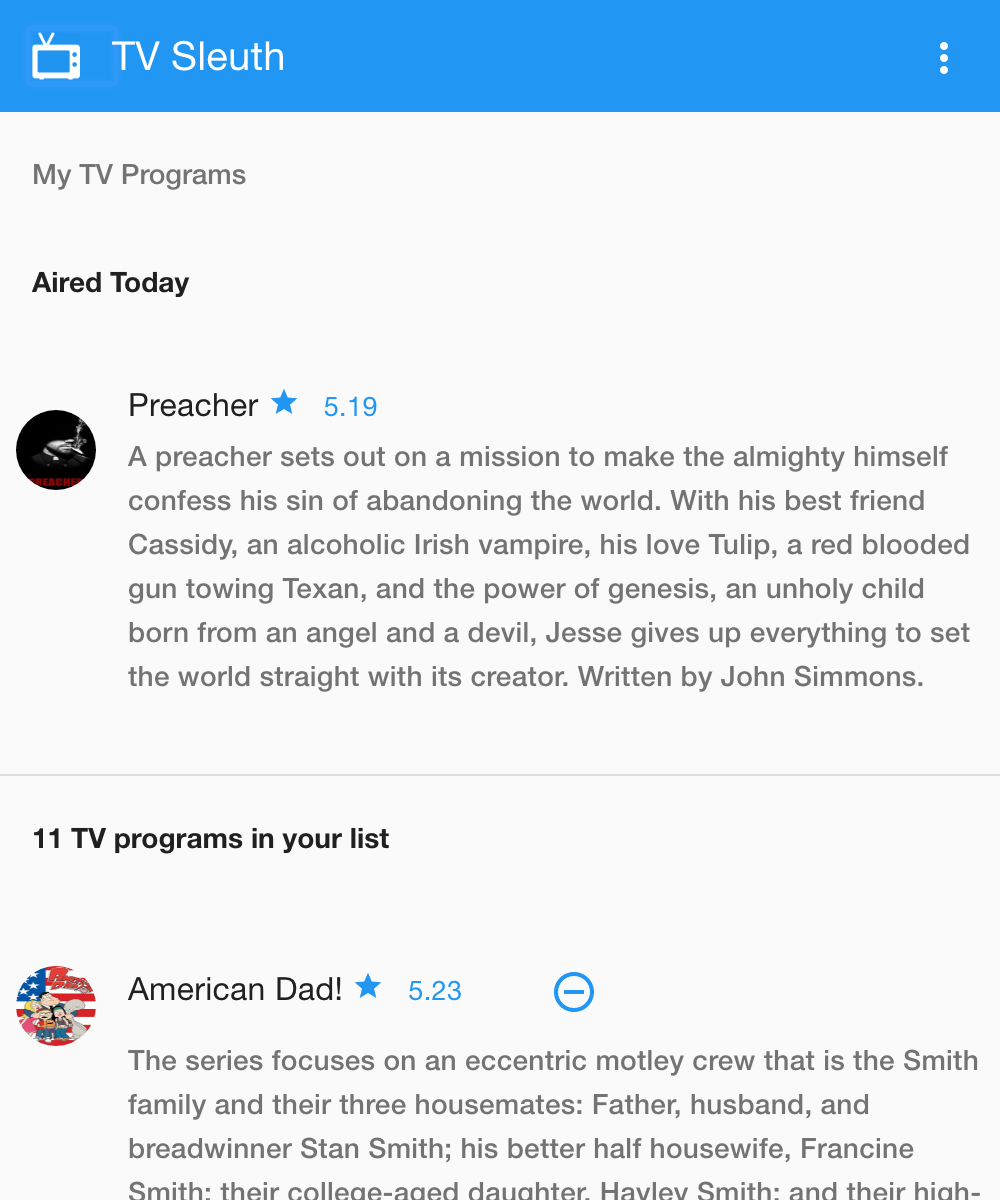 TV Sleuth
My TV Programs
Aired Today
Preacher 5.19
PREACHER
A preacher sets out on a mission to make the almighty himself
confess his sin of abandoning the world. With his best friend
Cassidy, an alcoholic Irish vampire, his love Tulip, a red blooded
gun towing Texan, and the power of genesis, an unholy child
born from an angel and a devil, Jesse gives up everything to set
the world straight with its creator. Written by John Simmons.
11 TV programs in your list
American Dad! 5.23
The series focuses on an eccentric motley crew that is the Smith
family and their three housemates: Father, husband, and
breadwinner Stan Smith; his better half housewife, Francine
Smith; their college-aged daughter, Hayley Smith; and their high-